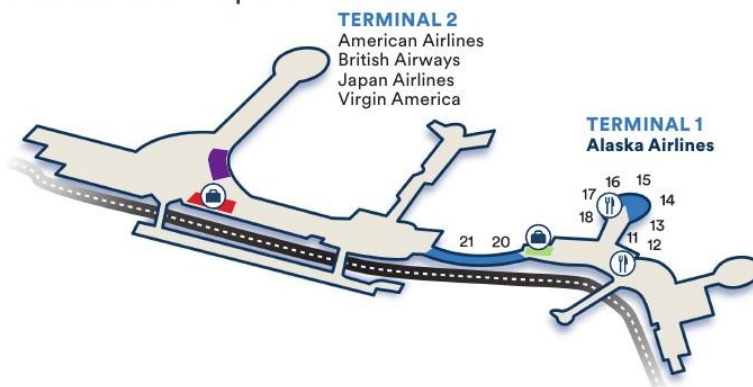 TERMINAL 2
American Airlines
British Airways
Japan Airlines
Virgin America
TERMINAL 1
Alaska Airlines
16 15
17 14
18 13
11
12
21 20